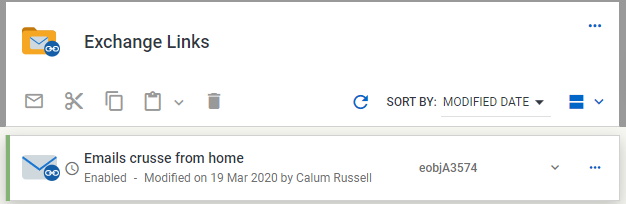 Exchange Links
SORT BY: MODIFIED DATE
Emails crusse from home
Enabled - Modified on 19 Mar 2020 by Calum Russell
eobjA3574